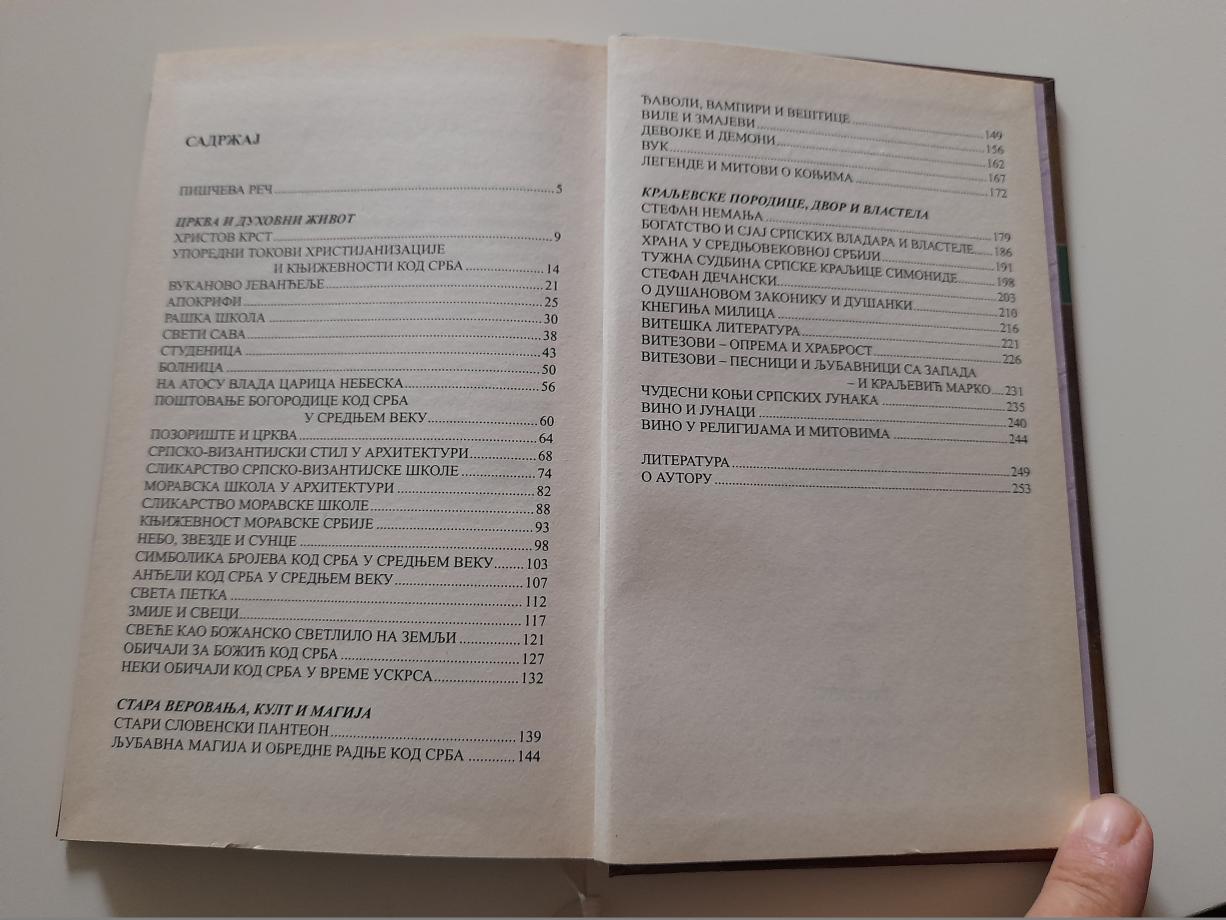 САДРЖАЈ
ПИШЧЕВА РЕЧ 5
ЦРКВА И ДУХОВНИ ЖИВОТ
ХРИСТОВ КРСТ 9
УПОРЕДНИ ТОКОВИ ХРИСТИЈАНИЗАЦИЈЕ
И КЊИЖЕВНОСТИ КОД СРБА 14
ВУКАНОВО ЈЕВАНЂЕЉЕ 21
АПОКРИФИ 25
РАШКА ШКОЛА 30
СВЕТИ САВА 38
СТУДЕНИЦА 43
БОЛНИЦА 50
НА АТОСУ ВЛАДА ЦАРИЦА НЕБЕСКА 56
ПОШТОВАЊЕ БОГОРОДИЦЕ КОД СРБА
У СРЕДЊЕМ ВЕКУ 60
ПОЗОРИШТЕ И ЦРКВА 64
СРПСКО-ВИЗАНТИЈСКИ СТИЛ У АРХИТЕКТУРИ 68
СЛИКАРСТВО СРПСКО-ВИЗАНТИЈСКЕ ШКОЛЕ 74
МОРАВСКА ШКОЛА У АРХИТЕКТУРИ 82
СЛИКАРСТВО МОРАВСКЕ ШКОЛЕ 88
КЊИЖЕВНОСТ МОРАВСКЕ СРБИЈЕ 93
НЕБО, ЗВЕЗДЕ И СУНЦЕ 98
СИМБОЛИКА БРОЈЕВА КОД СРБА У СРЕДЊЕМ ВЕКУ 103
АНЂЕЛИ КОД СРБА У СРЕДЊЕМ ВЕКУ 107
СВЕТА ПЕТКА 112
ЗМИЈЕ И СВЕЦИ 117
СВЕЋЕ КАО БОЖАНСКО СВЕТЛИЛО НА ЗЕМЉИ 121
ОБИЧАЈИ ЗА БОЖИЋ КОД СРБА 127
НЕКИ ОБИЧАЈИ КОД СРБА У ВРЕМЕ УСКРСА 132
СТАРА ВЕРОВАЊА, КУЛТ И МАГИЈА
СТАРИ СЛОВЕНСКИ ПАНТЕОН 139
ЉУБАВНА МАГИЈА И ОБРЕДНЕ РАДЊЕ КОД СРБА 144
ЂАВОЛИ, ВАМПИРИ И ВЕШТИЦЕ 149
ВИЛЕ И ЗМАЈЕВИ 156
ДЕВОЈКЕ И ДЕМОНИ 162
ВУК 167
ЛЕГЕНДЕ И МИТОВИ О КОЊИМА 172
КРАЉЕВСКЕ ПОРОДИЦЕ, ДВОР И ВЛАСТЕЛА
СТЕФАН НЕМАЊА 179
БОГАТСТВО И СЈАЈ СРПСКИХ ВЛАДАРА И ВЛАСТЕЛЕ 186
ХРАНА У СРЕДЊОВЕКОВНОЈ СРБИЈИ 191
ТУЖНА СУДБИНА СРПСКЕ КРАЉИЦЕ СИМОНИДЕ 198
СТЕФАН ДЕЧАНСКИ 203
О ДУШАНОВОМ ЗАКОНИКУ И ДУШАНКИ 210
КНЕГИЊА МИЛИЦА 216
ВИТЕШКА ЛИТЕРАТУРА 221
ВИТЕЗОВИ – ОПРЕМА И ХРАБРОСТ 226
ВИТЕЗОВИ – ПЕСНИЦИ И ЉУБАВНИЦИ СА ЗАПАДА
– И КРАЉЕВИЋ МАРКО 231
ЧУДЕСНИ КОЊИ СРПСКИХ ЈУНАКА 235
ВИНО И ЈУНАЦИ 240
ВИНО У РЕЛИГИЈАМА И МИТОВИМА 244
ЛИТЕРАТУРА 249
О АУТОРУ 253